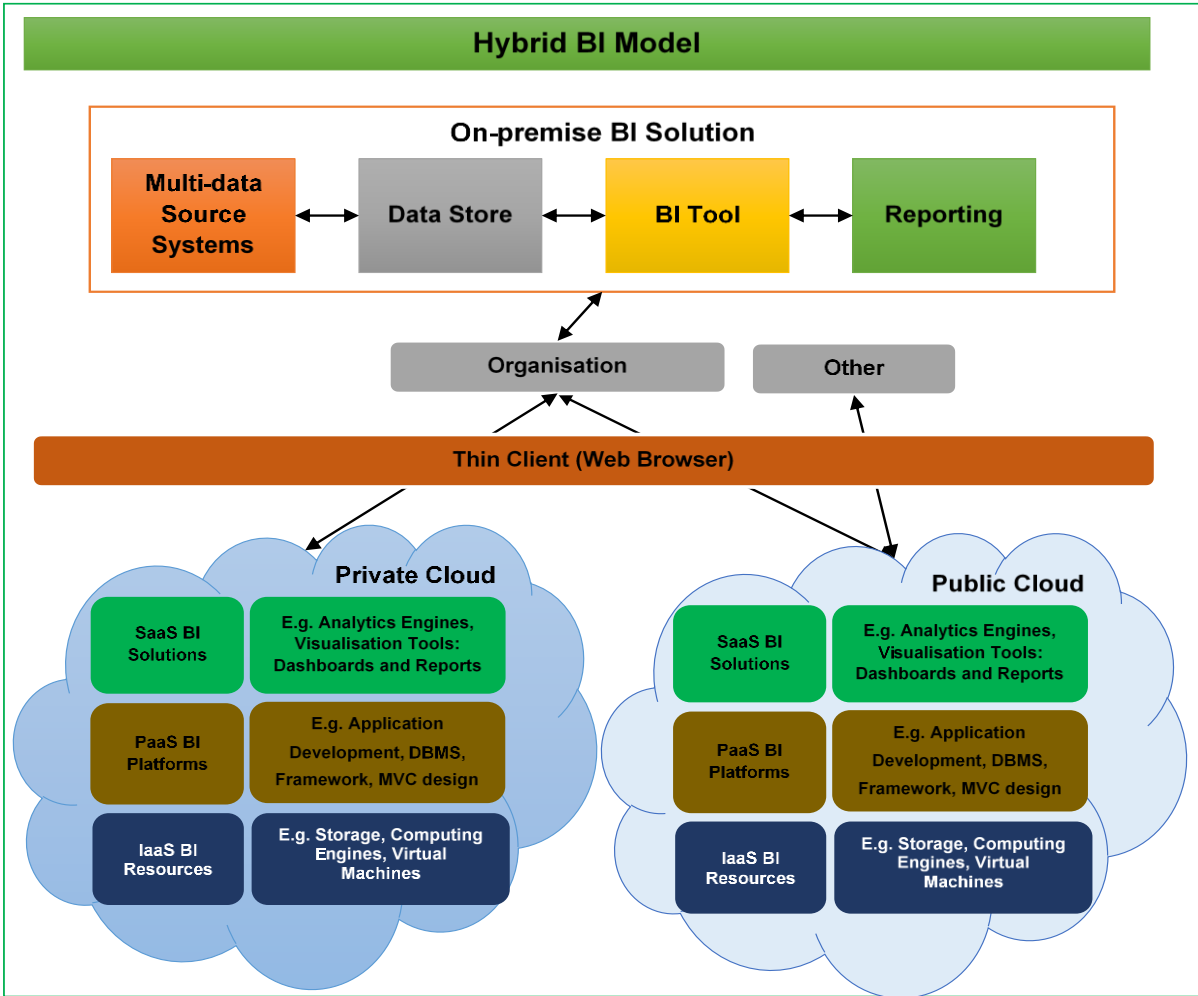 Hybrid BI Model
On-premise BI Solution
Multi-data
Source
Systems
Data Store
BI Tool
Reporting
Organisation
Other
Thin Client (Web Browser)
Private Cloud
SaaS BI
Solutions
E.g. Analytics Engines,
Visualisation Tools:
Dashboards and Reports
PaaS BI
Platforms
E.g. Application
Development, DBMS,
Framework, MVC design
IaaS BI
Resources
E.g. Storage, Computing
Engines, Virtual
Machines
Public Cloud
SaaS BI
Solutions
E.g. Analytics Engines,
Visualisation Tools:
Dashboards and Reports
PaaS BI
Platforms
E.g. Application
Development, DBMS,
Framework, MVC design
IaaS BI
Resources
E.g. Storage, Computing
Engines, Virtual
Machines